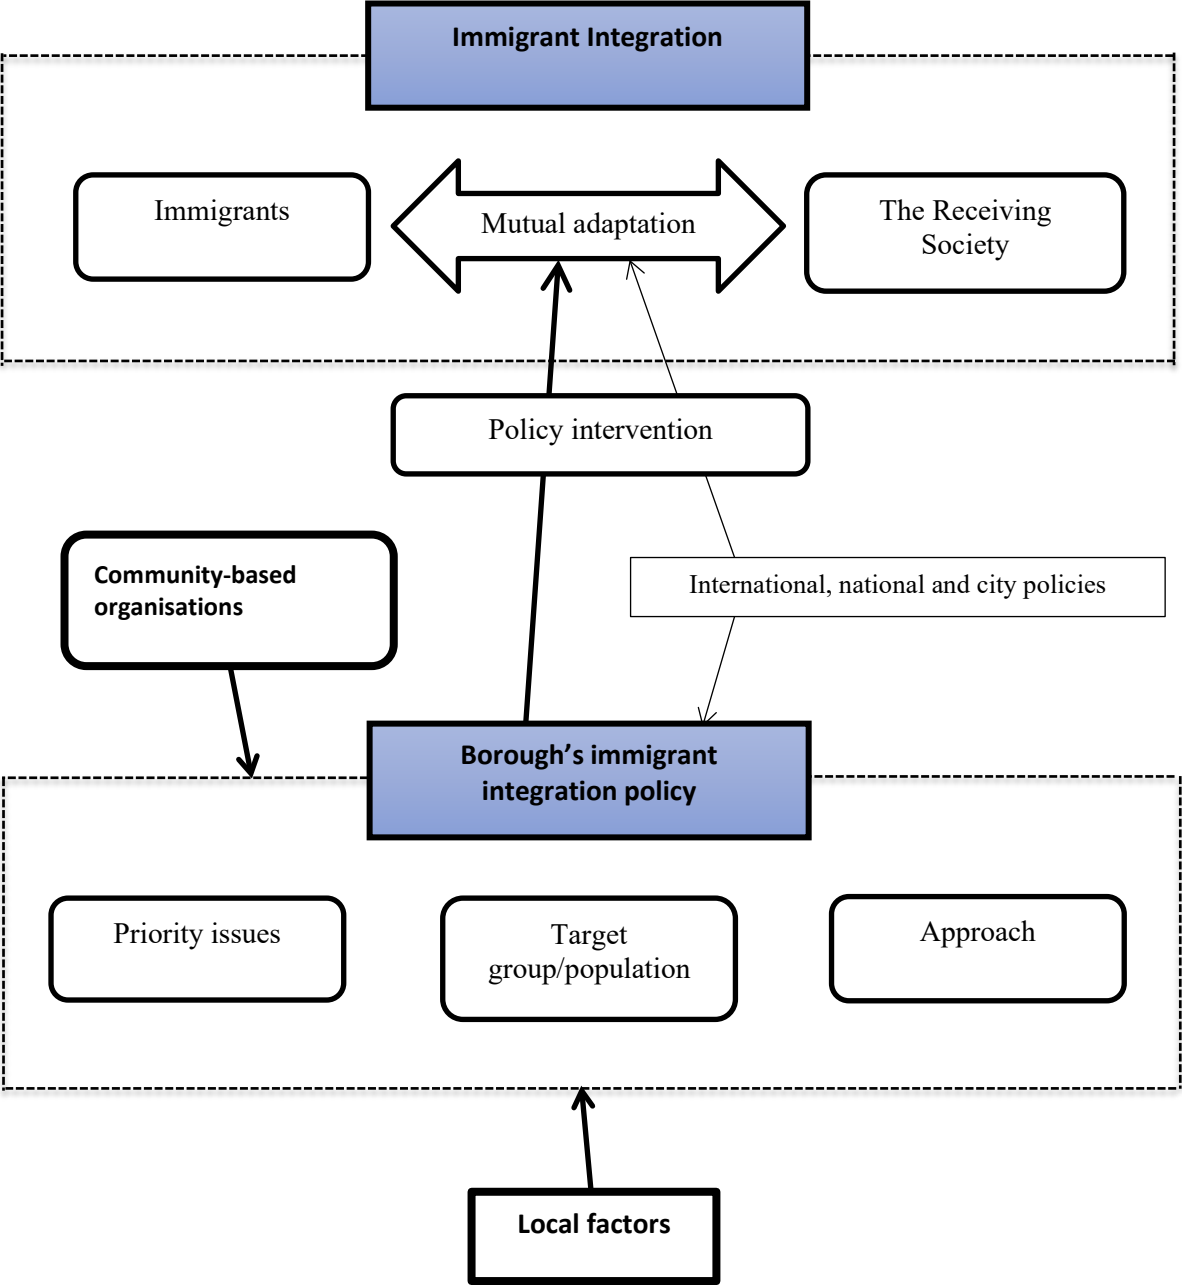 Immigrant Integration
Immigrants
Mutual adaptation
The Receiving
Society
Policy intervention
Community-based
organisations
International, national and city policies
Borough’s immigrant
integration policy
Priority issues
Target
group/population
Approach
Local factors